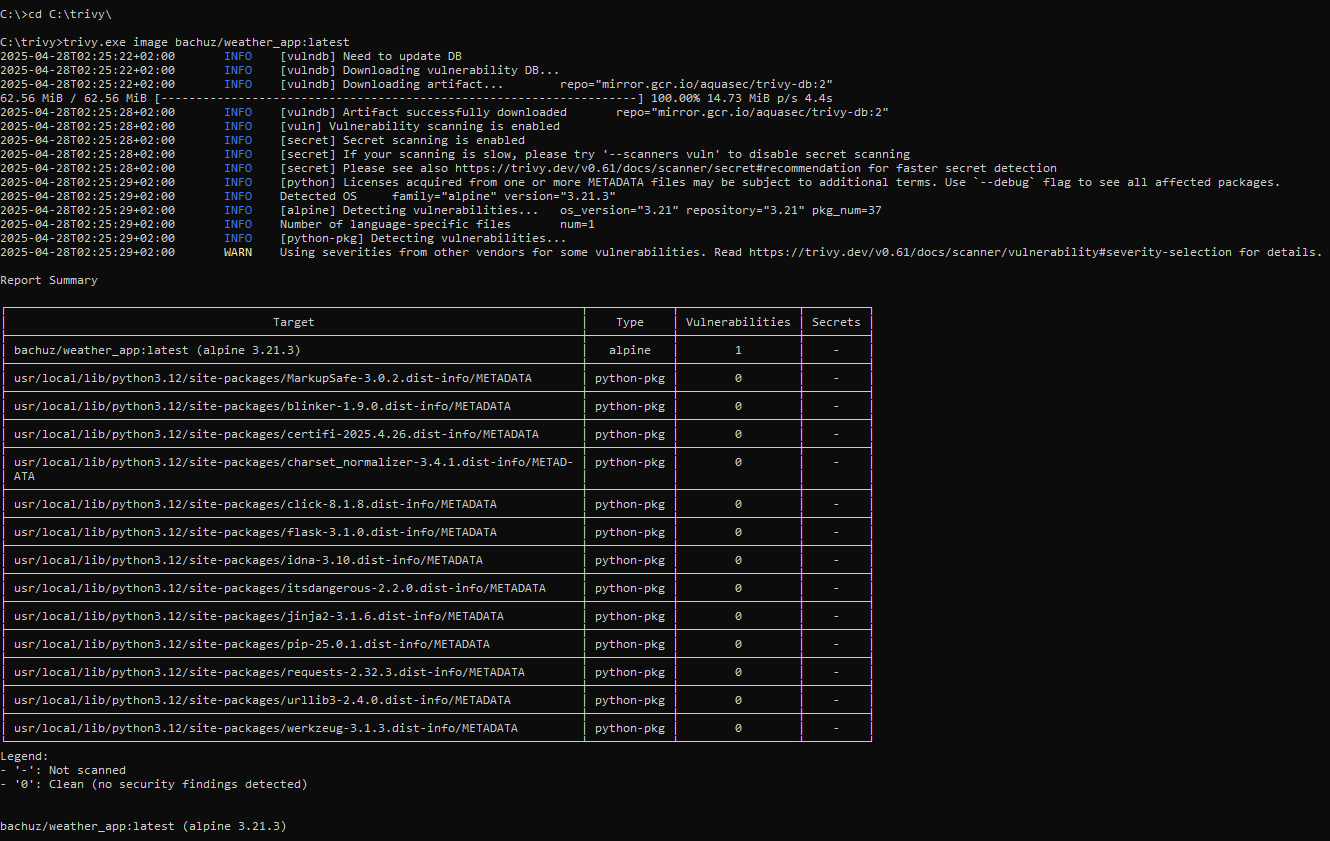 C:\>cd C:\trivy\
C:\trivy>trivy.exe image bachuz/weather_app:latest
2025-04-28T02:25:22+02:00 INFO [vulndb] Need to update DB
2025-04-28T02:25:22+02:00 INFO [vulndb] Downloading vulnerability DB...
2025-04-28T02:25:22+02:00 INFO [vulndb] Downloading artifact... repo="mirror.gcr.io/aquasec/trivy-db:2"
62.56 MiB / 62.56 MiB [--------------------------------------------------------------------] 100.00% 14.73 MiB p/s 4.4s
2025-04-28T02:25:28+02:00 INFO [vulndb] Artifact successfully downloaded repo="mirror.gcr.io/aquasec/trivy-db:2"
2025-04-28T02:25:28+02:00 INFO [vuln] Vulnerability scanning is enabled
2025-04-28T02:25:28+02:00 INFO [secret] Secret scanning is enabled
2025-04-28T02:25:28+02:00 INFO [secret] If your scanning is slow, please try '--scanners vuln' to disable secret scanning
2025-04-28T02:25:28+02:00 INFO [secret] Please see also https://trivy.dev/v0.61/docs/scanner/secret#recommendation for faster secret detection
2025-04-28T02:25:29+02:00 INFO [python] Licenses acquired from one or more METADATA files may be subject to additional terms. Use `--debug` flag to see all affected packages.
2025-04-28T02:25:29+02:00 INFO Detected OS family="alpine" version="3.21.3"
2025-04-28T02:25:29+02:00 INFO [alpine] Detecting vulnerabilities... os_version="3.21" repository="3.21" pkg_num=37
2025-04-28T02:25:29+02:00 INFO Number of language-specific files num=1
2025-04-28T02:25:29+02:00 INFO [python-pkg] Detecting vulnerabilities...
2025-04-28T02:25:29+02:00 WARN Using severities from other vendors for some vulnerabilities. Read https://trivy.dev/v0.61/docs/scanner/vulnerability#severity-selection for details.
Report Summary
Target Type Vulnerabilities Secrets
bachuz/weather_app:latest (alpine 3.21.3) alpine 1 -
usr/local/lib/python3.12/site-packages/MarkupSafe-3.0.2.dist-info/METADATA python-pkg 0 -
usr/local/lib/python3.12/site-packages/blinker-1.9.0.dist-info/METADATA python-pkg 0 -
usr/local/lib/python3.12/site-packages/certifi-2025.4.26.dist-info/METADATA python-pkg 0 -
usr/local/lib/python3.12/site-packages/charset_normalizer-3.4.1.dist-info/METAD- python-pkg 0 -
ATA
usr/local/lib/python3.12/site-packages/click-8.1.8.dist-info/METADATA python-pkg 0 -
usr/local/lib/python3.12/site-packages/flask-3.1.0.dist-info/METADATA python-pkg 0 -
usr/local/lib/python3.12/site-packages/idna-3.10.dist-info/METADATA python-pkg 0 -
usr/local/lib/python3.12/site-packages/itsdangerous-2.2.0.dist-info/METADATA python-pkg 0 -
usr/local/lib/python3.12/site-packages/jinja2-3.1.6.dist-info/METADATA python-pkg 0 -
usr/local/lib/python3.12/site-packages/pip-25.0.1.dist-info/METADATA python-pkg 0 -
usr/local/lib/python3.12/site-packages/requests-2.32.3.dist-info/METADATA python-pkg 0 -
usr/local/lib/python3.12/site-packages/urllib3-2.4.0.dist-info/METADATA python-pkg 0 -
usr/local/lib/python3.12/site-packages/werkzeug-3.1.3.dist-info/METADATA python-pkg 0 -
Legend:
- '-': Not scanned
- '0': Clean (no security findings detected)
bachuz/weather_app:latest (alpine 3.21.3)